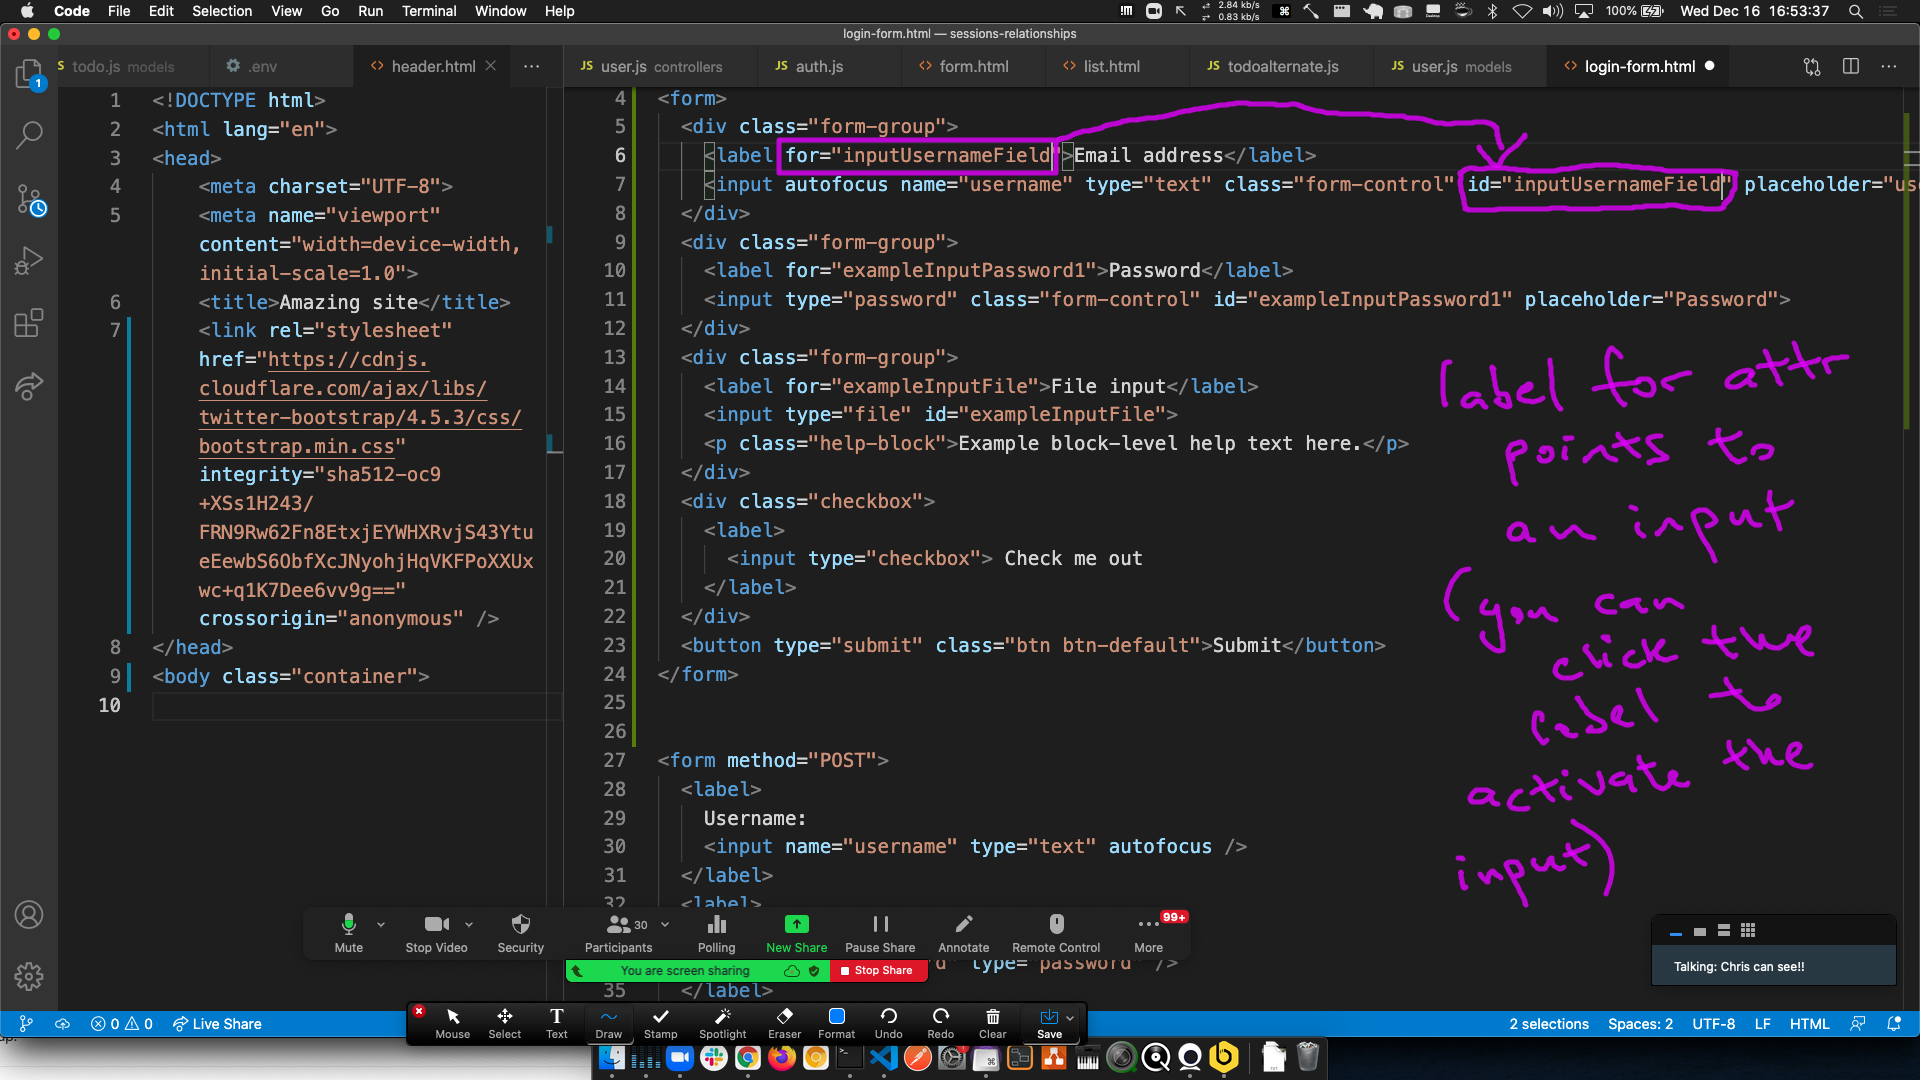 Code File Edit Selection View Go Run Terminal Window Help
2.84 kb/s
0.83 kb/s
100% Wed Dec 16 16:53:37
login-form.html — sessions-relationships
JS todo.js models
.env
header.html
JS user.js controllers
JS auth.js
form.html
list.html
JS todoalternate.js
JS user.js models
login-form.html
1 <!DOCTYPE html>
2 <html lang="en">
3 <head>
4 <meta charset="UTF-8">
5 <meta name="viewport"
content="width=device-width,
initial-scale=1.0">
6 <title>Amazing site</title>
7 <link rel="stylesheet"
href="https://cdnjs.
cloudflare.com/ajax/libs/
twitter-bootstrap/4.5.3/css/
bootstrap.min.css"
integrity="sha512-oc9
+XSs1H243/
FRN9Rw62Fn8EtxjEYWHXRvjS43Ytu
eEewbS6ObfXcJNyohjHqVKFPoXXUx
wc+q1K7Dee6vv9g=="
crossorigin="anonymous" />
8 </head>
9 <body class="container">
10
4 <form>
5 <div class="form-group">
6 <label for="inputUsernameField">Email address</label>
7 <input autofocus name="username" type="text" class="form-control" id="inputUsernameField" placeholder="us
8 </div>
9 <div class="form-group">
10 <label for="exampleInputPassword1">Password</label>
11 <input type="password" class="form-control" id="exampleInputPassword1" placeholder="Password">
12 </div>
13 <div class="form-group">
14 <label for="exampleInputFile">File input</label>
15 <input type="file" id="exampleInputFile">
16 <p class="help-block">Example block-level help text here.</p>
17 </div>
18 <div class="checkbox">
19 <label>
20 <input type="checkbox"> Check me out
21 </label>
22 </div>
23 <button type="submit" class="btn btn-default">Submit</button>
24 </form>
25
26
27 <form method="POST">
28 <label>
29 Username:
30 <input name="username" type="text" autofocus />
31 </label>
32 <label>
d" type="password" />
35 </label>
label for attr
points to
an input
(you can
click the
label to
activate the
input)
1
30
99+
Mute
Stop Video
Security
Participants
Polling
New Share
Pause Share
Annotate
Remote Control
More
You are screen sharing
Stop Share
Talking: Chris can see!!
Mouse
Select
Text
Draw
Stamp
Spotlight
Eraser
Format
Undo
Redo
Clear
Save
0 0 Live Share
2 selections Spaces: 2 UTF-8 LF HTML